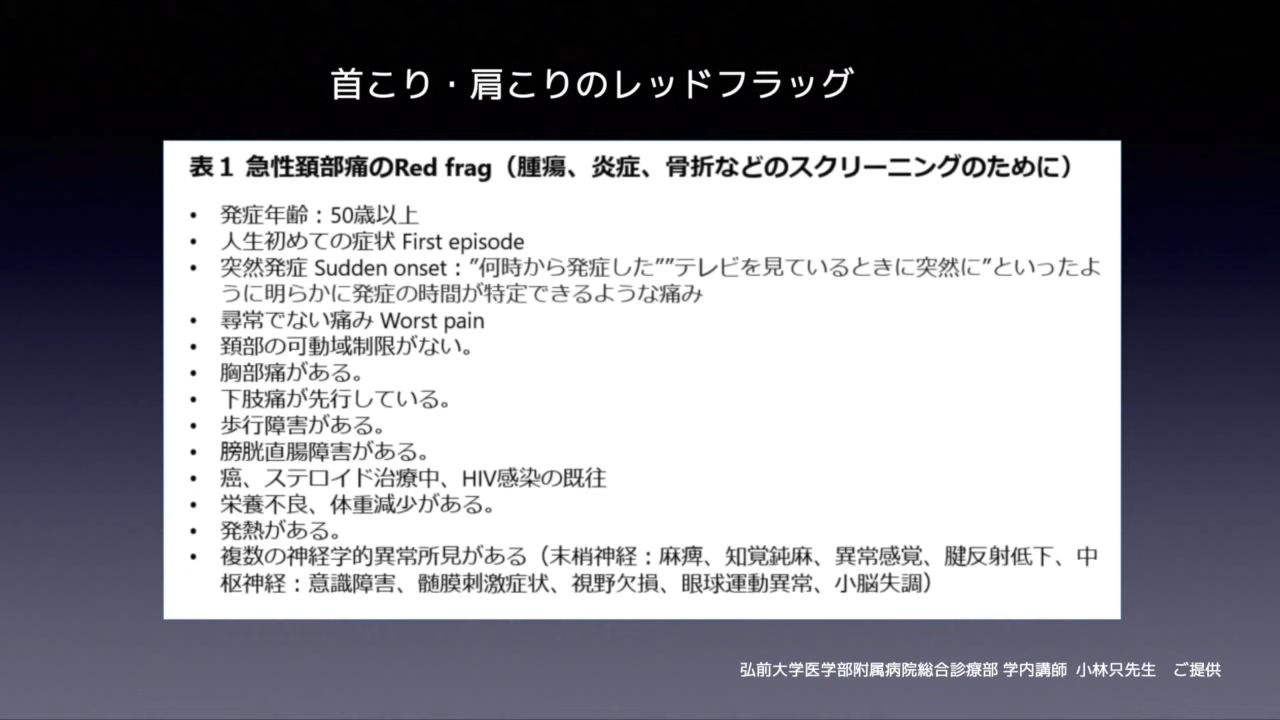 首こり・肩こりのレッドフラッグ
表1 急性頚部痛のRed frag（腫瘍、炎症、骨折などのスクリーニングのために）
• 発症年齢：50歳以上
• 人生初めての症状 First episode
• 突然発症 Sudden onset：”何時から発症した””テレビを見ているときに突然に”といったよ
うに明らかに発症の時間が特定できるような痛み
• 尋常でない痛み Worst pain
• 頚部の可動域制限がない。
• 胸部痛がある。
• 下肢痛が先行している。
• 歩行障害がある。
• 膀胱直腸障害がある。
• 癌、ステロイド治療中、HIV感染の既往
• 栄養不良、体重減少がある。
• 発熱がある。
• 複数の神経学的異常所見がある（末梢神経：麻痺、知覚鈍麻、異常感覚、腱反射低下、中
枢神経：意識障害、髄膜刺激症状、視野欠損、眼球運動異常、小脳失調）
弘前大学医学部附属病院総合診療部 学内講師 小林只先生　ご提供